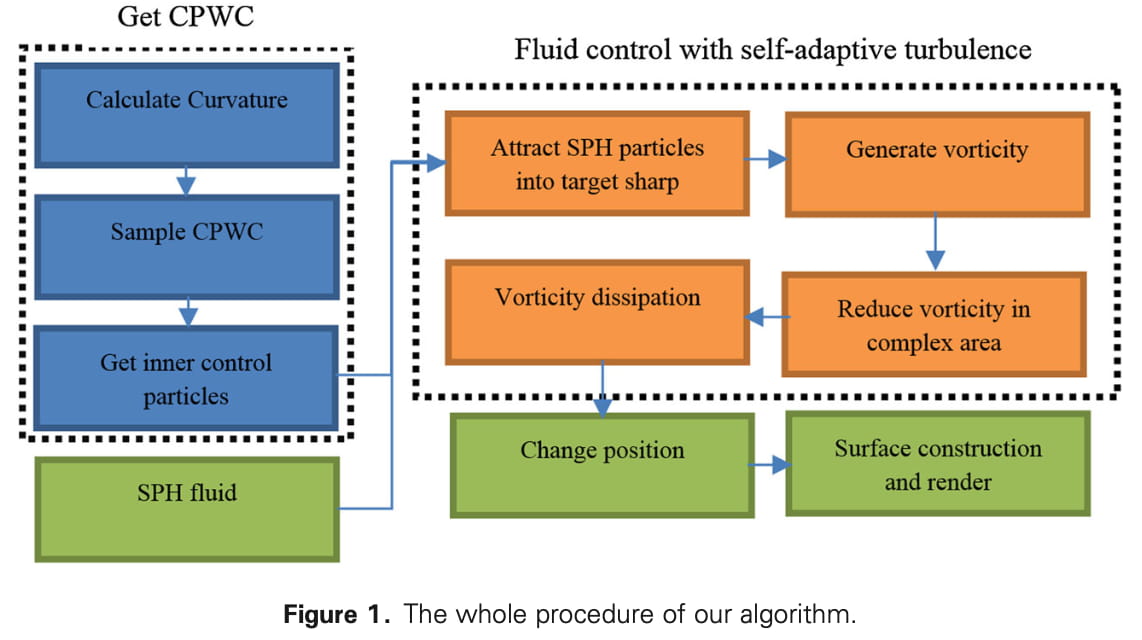 Get CPWC
Calculate Curvature
Sample CPWC
Get inner control
particles
SPH fluid
Fluid control with self-adaptive turbulence
Attract SPH particles
into target sharp
Generate vorticity
Reduce vorticity in
complex area
Vorticity dissipation
Change position
Surface construction
and render
Figure 1. The whole procedure of our algorithm.